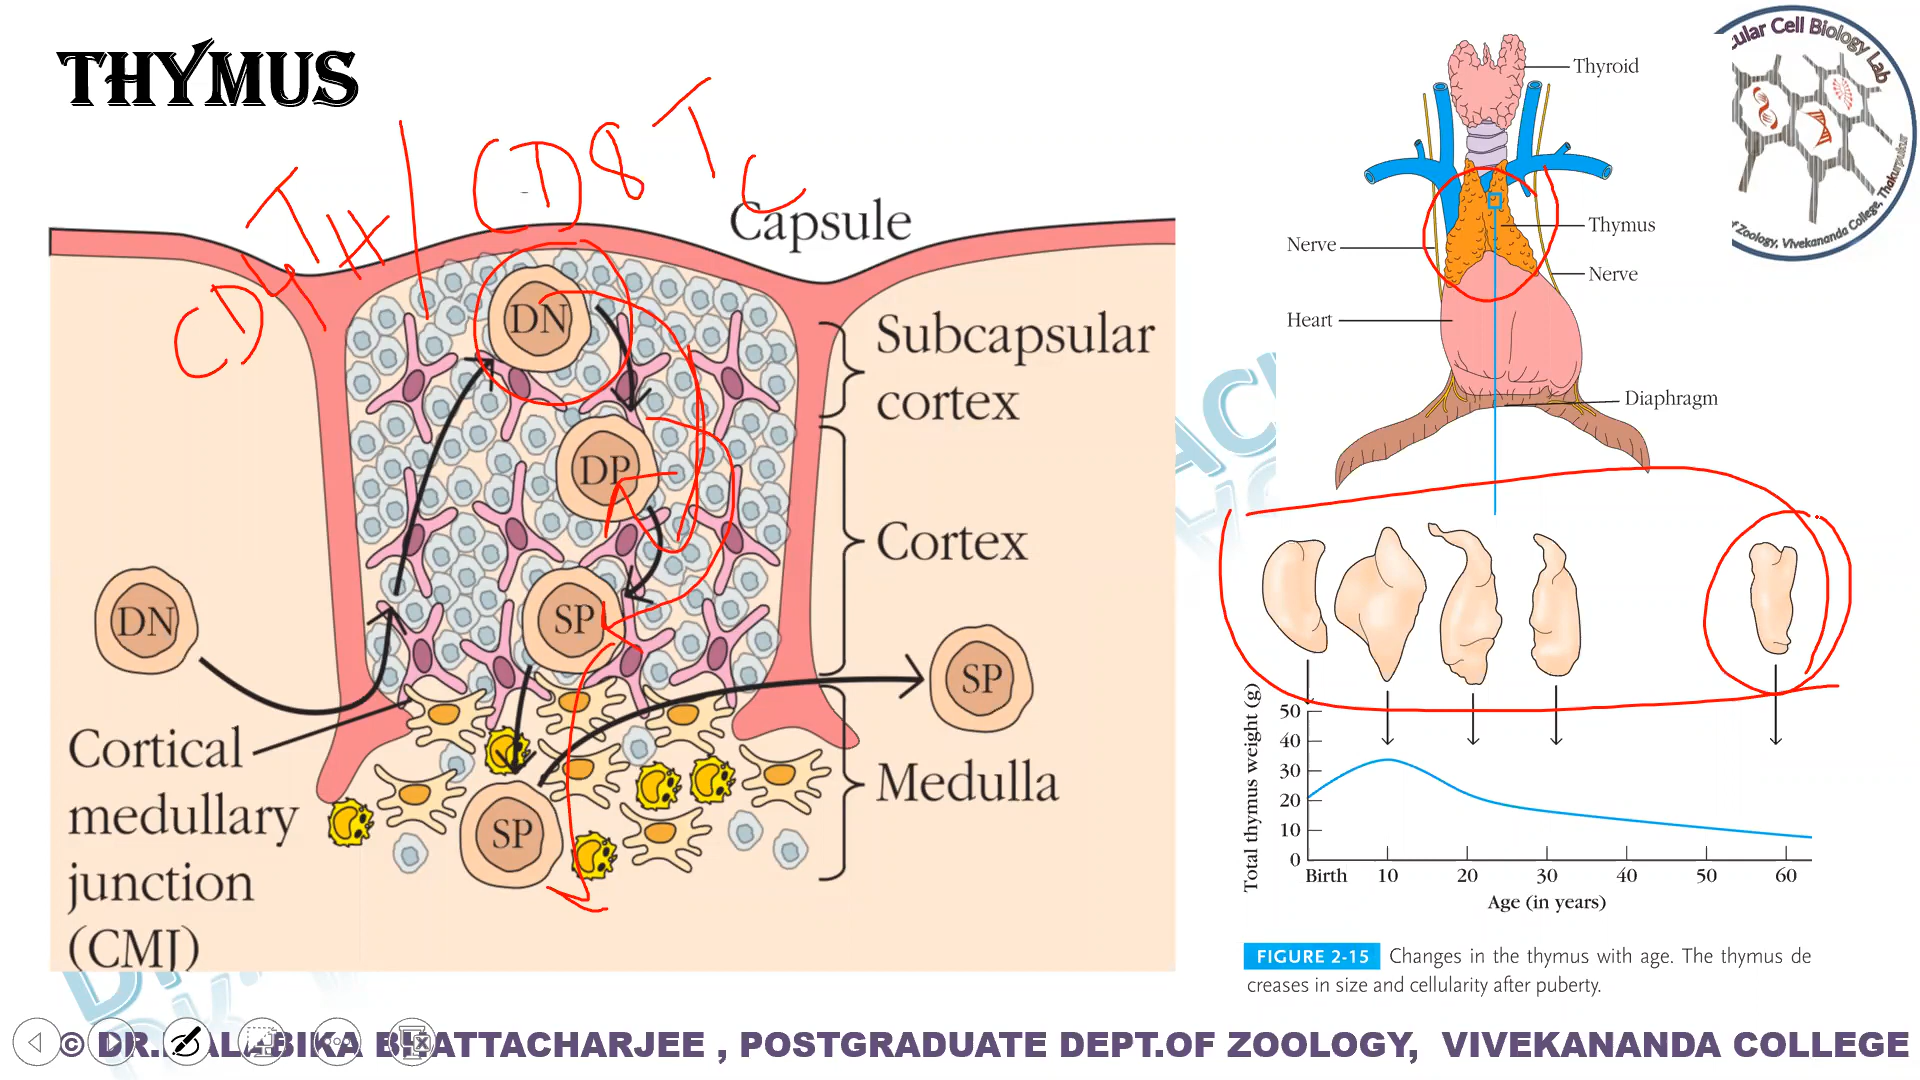 THYMUS
CD4 TH / CD8 TC
Capsule
DN
Subcapsular
cortex
DP
Cortex
DN
SP
SP
Cortical
medullary
junction
(CMJ)
SP
Medulla
Thyroid
Thymus
Nerve
Nerve
Heart
Diaphragm
Total thymus weight (g)
50
40
30
20
10
0
Birth 10 20 30 40 50 60
Age (in years)
FIGURE 2-15 Changes in the thymus with age. The thymus de
creases in size and cellularity after puberty.
ular Cell Biology Lab
of Zoology, Vivekananda College, Thakurpukur
© DR. BHATTACHARJEE , POSTGRADUATE DEPT.OF ZOOLOGY, VIVEKANANDA COLLEGE